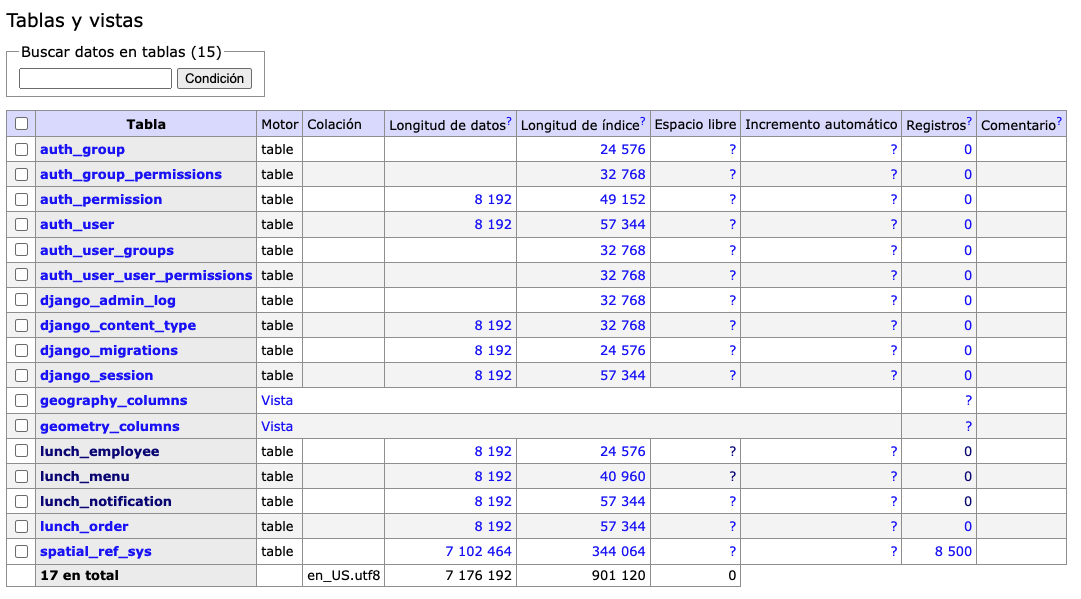 Tablas y vistas
Buscar datos en tablas (15)
Condición
Tabla Motor Colación Longitud de datos? Longitud de índice? Espacio libre Incremento automático Registros? Comentario?
auth_group table 24 576 ? ? 0
auth_group_permissions table 32 768 ? ? 0
auth_permission table 8 192 49 152 ? ? 0
auth_user table 8 192 57 344 ? ? 0
auth_user_groups table 32 768 ? ? 0
auth_user_user_permissions table 32 768 ? ? 0
django_admin_log table 32 768 ? ? 0
django_content_type table 8 192 32 768 ? ? 0
django_migrations table 8 192 24 576 ? ? 0
django_session table 8 192 57 344 ? ? 0
geography_columns Vista ?
geometry_columns Vista ?
lunch_employee table 8 192 24 576 ? ? 0
lunch_menu table 8 192 40 960 ? ? 0
lunch_notification table 8 192 57 344 ? ? 0
lunch_order table 8 192 57 344 ? ? 0
spatial_ref_sys table 7 102 464 344 064 ? ? 8 500
17 en total en_US.utf8 7 176 192 901 120 0